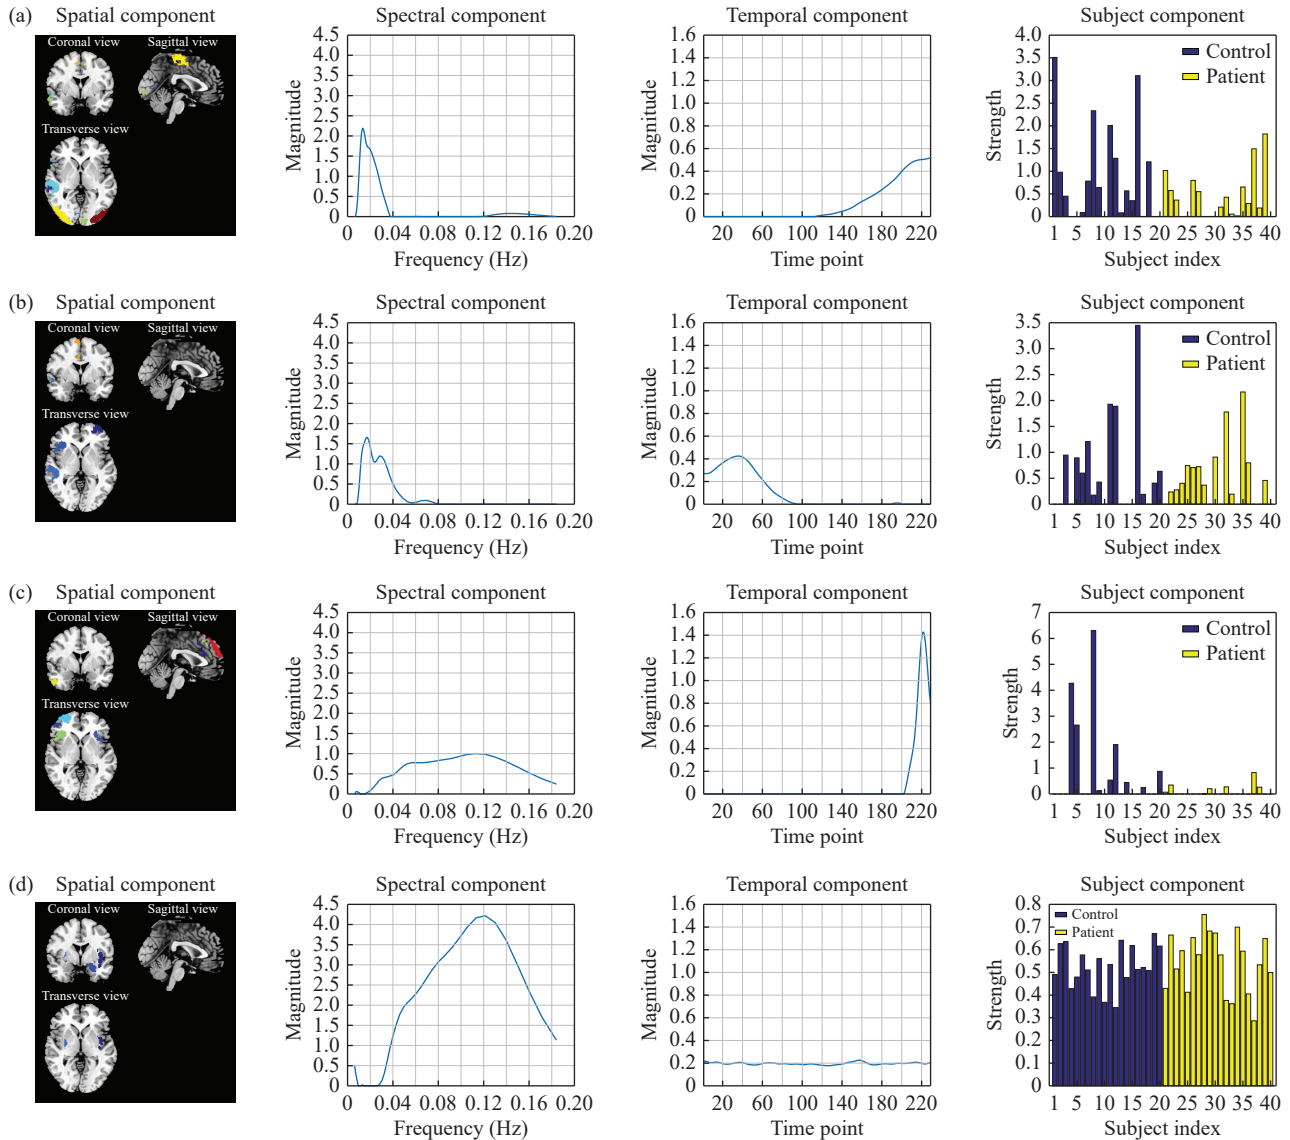 (a) Spatial component Spectral component Temporal component Subject component
Coronal view Sagittal view
Transverse view
4.5
4.0
3.5
3.0
2.5
2.0
1.5
1.0
0.5
0
Magnitude
0 0.04 0.08 0.12 0.16 0.20
Frequency (Hz)
1.6
1.4
1.2
1.0
0.8
0.6
0.4
0.2
0
Magnitude
20 60 100 140 180 220
Time point
4.0
3.5
3.0
2.5
2.0
1.5
1.0
0.5
0
Strength
Control
Patient
1 5 10 15 20 25 30 35 40
Subject index
(b) Spatial component Spectral component Temporal component Subject component
Coronal view Sagittal view
Transverse view
4.5
4.0
3.5
3.0
2.5
2.0
1.5
1.0
0.5
0
Magnitude
0 0.04 0.08 0.12 0.16 0.20
Frequency (Hz)
1.6
1.4
1.2
1.0
0.8
0.6
0.4
0.2
0
Magnitude
20 60 100 140 180 220
Time point
3.5
3.0
2.5
2.0
1.5
1.0
0.5
0
Strength
Control
Patient
1 5 10 15 20 25 30 35 40
Subject index
(c) Spatial component Spectral component Temporal component Subject component
Coronal view Sagittal view
Transverse view
4.5
4.0
3.5
3.0
2.5
2.0
1.5
1.0
0.5
0
Magnitude
0 0.04 0.08 0.12 0.16 0.20
Frequency (Hz)
1.6
1.4
1.2
1.0
0.8
0.6
0.4
0.2
0
Magnitude
20 60 100 140 180 220
Time point
7
6
5
4
3
2
1
0
Strength
Control
Patient
1 5 10 15 20 25 30 35 40
Subject index
(d) Spatial component Spectral component Temporal component Subject component
Coronal view Sagittal view
Transverse view
4.5
4.0
3.5
3.0
2.5
2.0
1.5
1.0
0.5
0
Magnitude
0 0.04 0.08 0.12 0.16 0.20
Frequency (Hz)
1.6
1.4
1.2
1.0
0.8
0.6
0.4
0.2
0
Magnitude
20 60 100 140 180 220
Time point
0.8
0.7
0.6
0.5
0.4
0.3
0.2
0.1
0
Strength
Control
Patient
1 5 10 15 20 25 30 35 40
Subject index